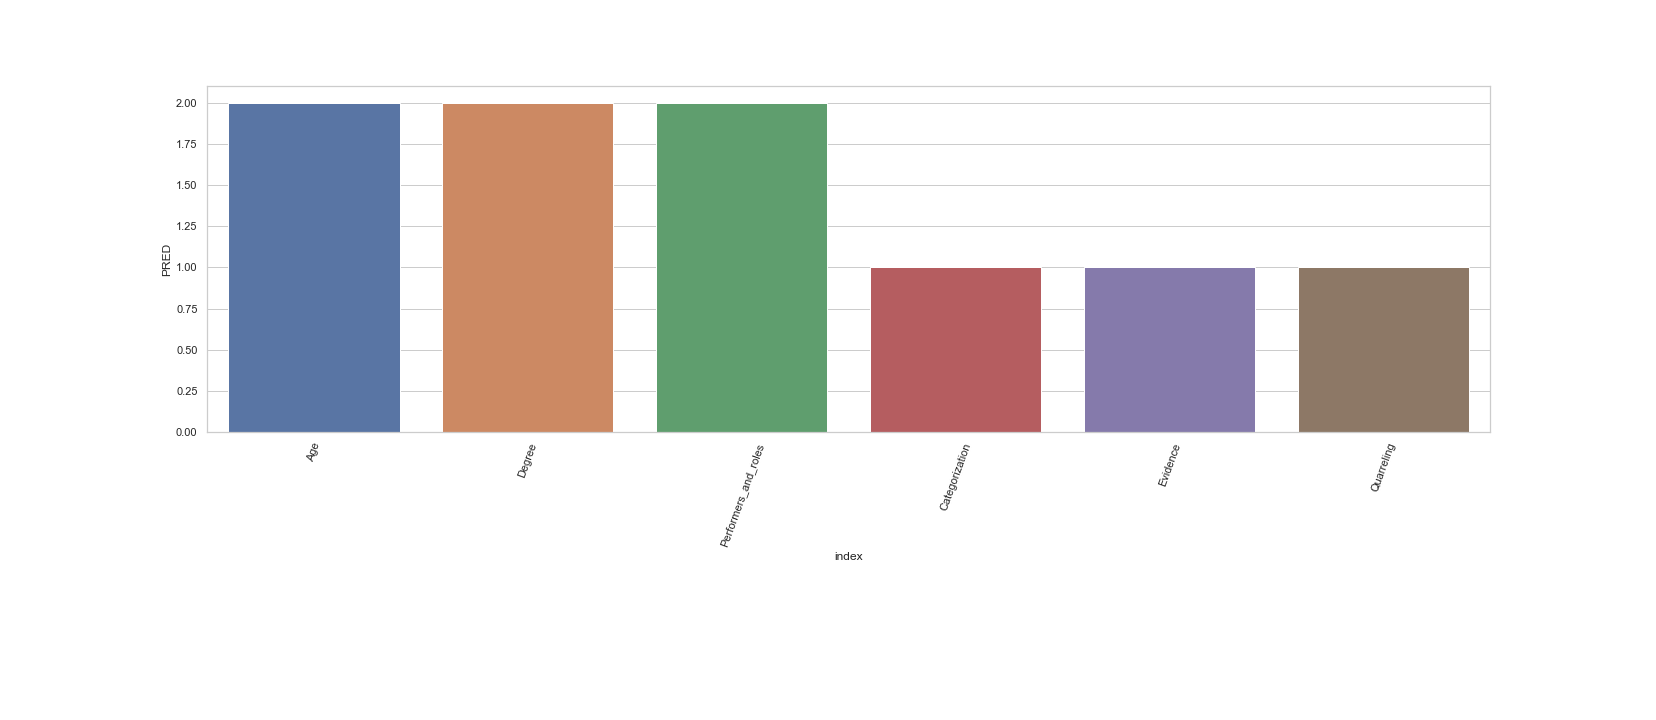 2.00
1.75
1.50
1.25
1.00
0.75
0.50
0.25
0.00
PRED
Age
Degree
Performers_and_roles
Categorization
Evidence
Quarreling
index